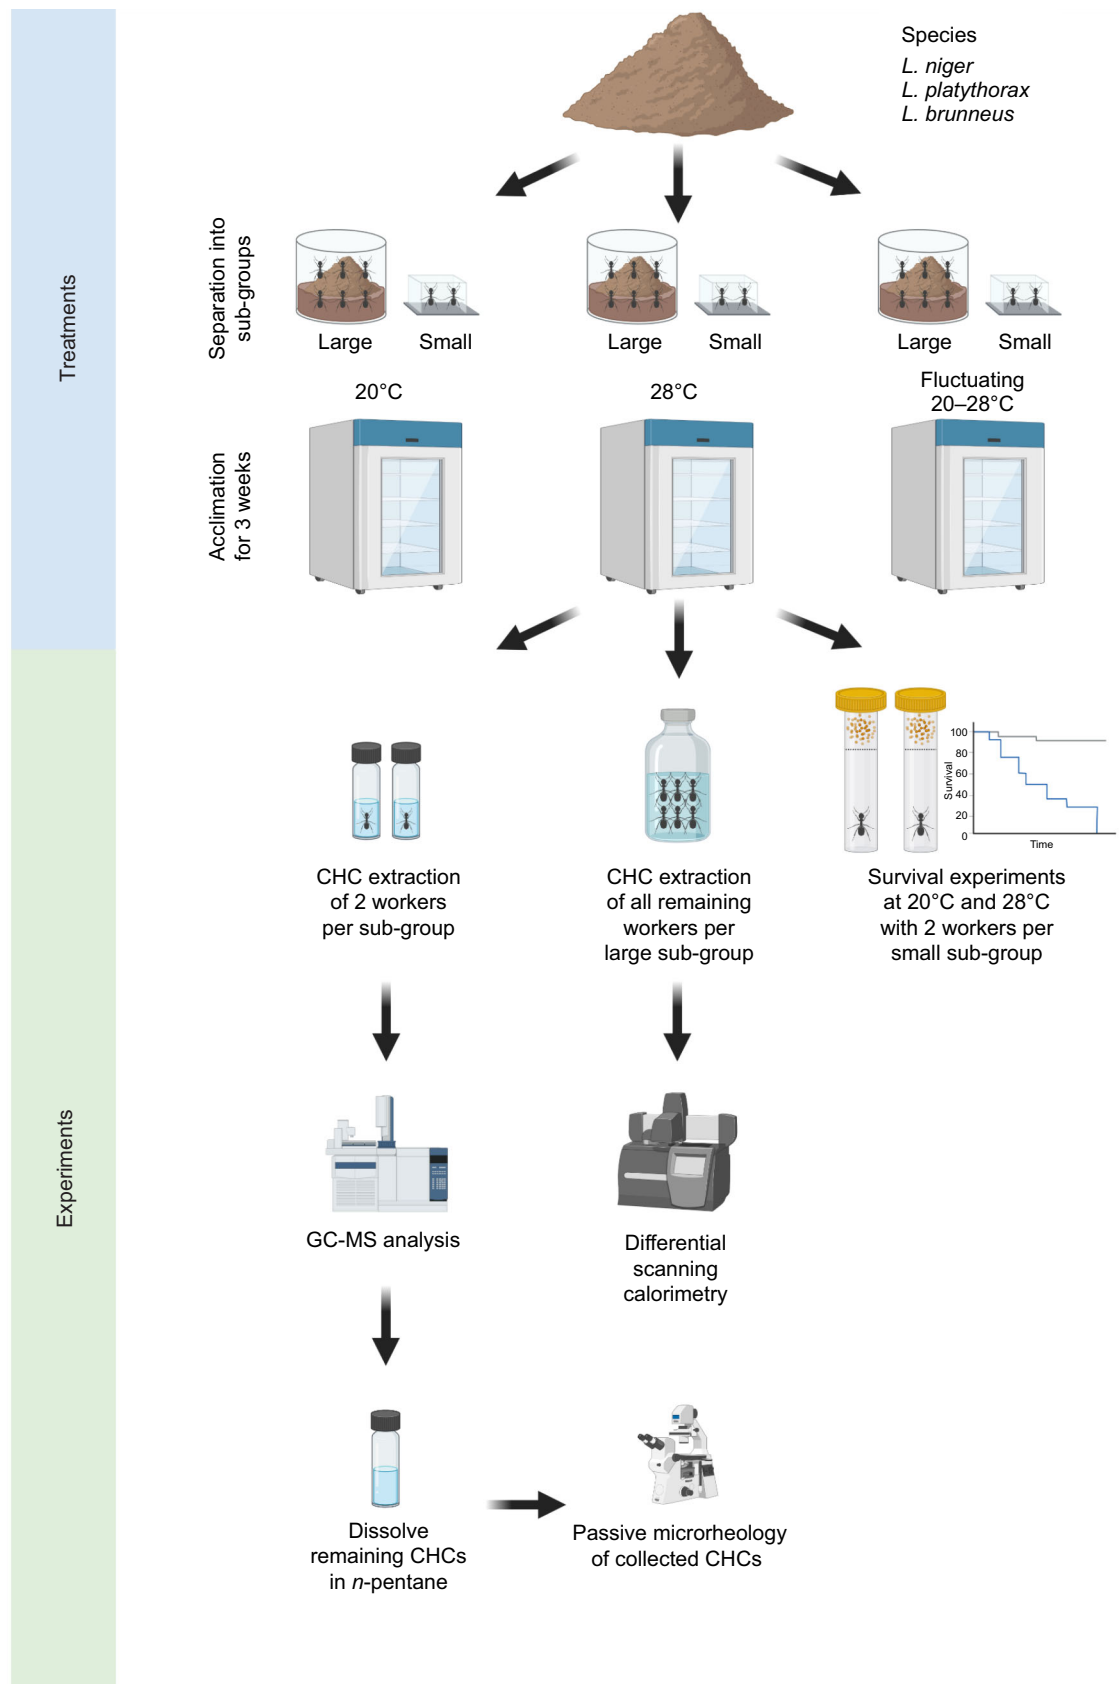 Species
L. niger
L. platythorax
L. brunneus
Treatments
Separation into
sub-groups
Large
Small
Large
Small
Large
Small
20°C
28°C
Fluctuating
20–28°C
Acclimation
for 3 weeks
Experiments
100
80
60
40
20
0
Survival
Time
CHC extraction
of 2 workers
per sub-group
CHC extraction
of all remaining
workers per
large sub-group
Survival experiments
at 20°C and 28°C
with 2 workers per
small sub-group
GC-MS analysis
Differential
scanning
calorimetry
Dissolve
remaining CHCs
in n-pentane
Passive microrheology
of collected CHCs